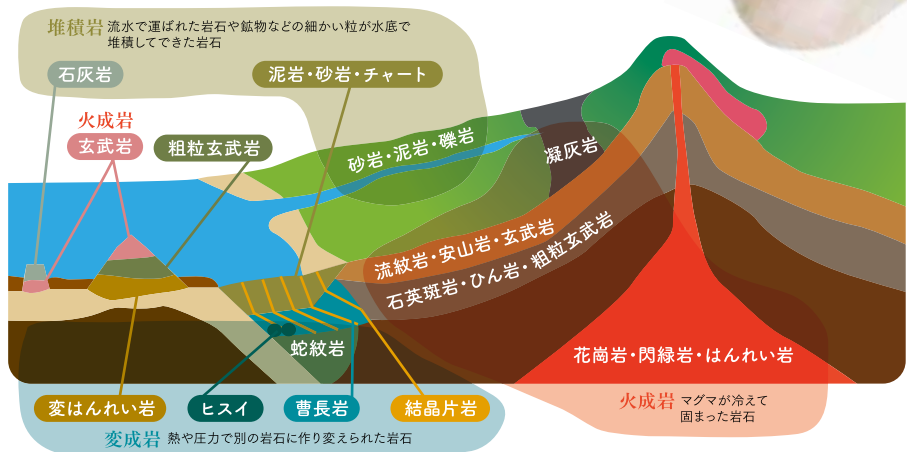 堆積岩 流水で運ばれた岩石や鉱物などの細かい粒が水底で
堆積してできた岩石
石灰岩
泥岩・砂岩・チャート
火成岩
玄武岩
粗粒玄武岩
砂岩・泥岩・礫岩
凝灰岩
流紋岩・安山岩・玄武岩
石英斑岩・ひん岩・粗粒玄武岩
蛇紋岩
花崗岩・閃緑岩・はんれい岩
変はんれい岩
ヒスイ
曹長岩
結晶片岩
火成岩 マグマが冷えて
固まった岩石
変成岩 熱や圧力で別の岩石に作り変えられた岩石